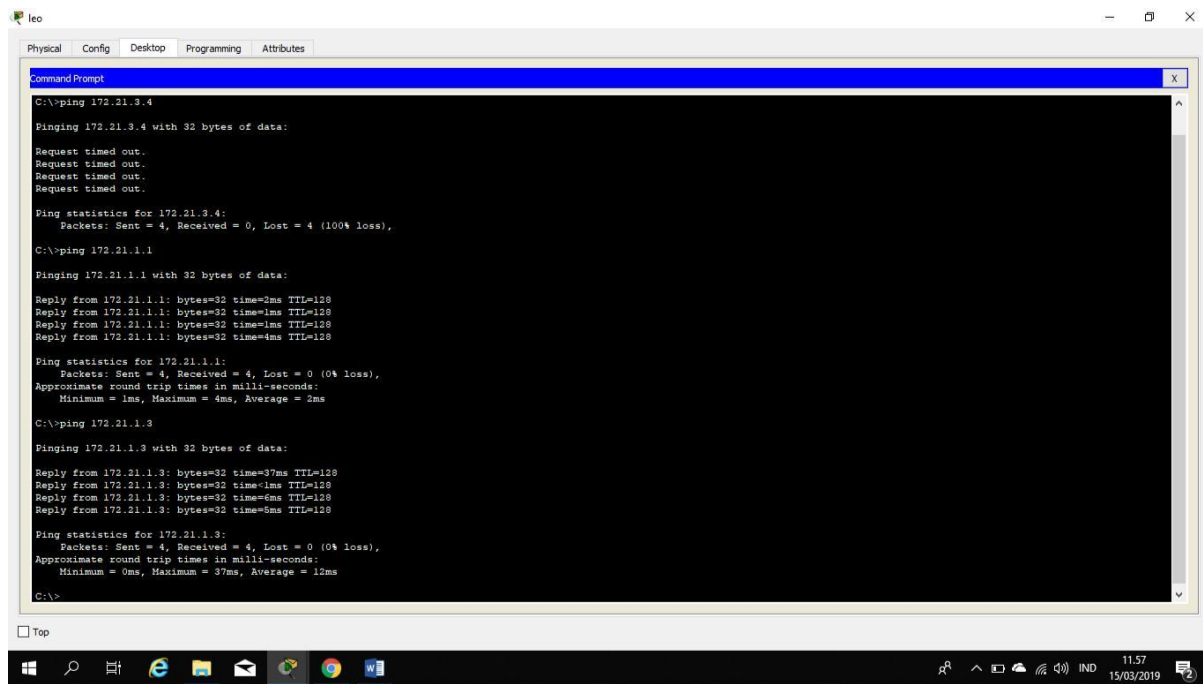 leo
Physical Config Desktop Programming Attributes
Command Prompt X
C:\>ping 172.21.3.4
Pinging 172.21.3.4 with 32 bytes of data:
Request timed out.
Request timed out.
Request timed out.
Request timed out.
Ping statistics for 172.21.3.4:
Packets: Sent = 4, Received = 0, Lost = 4 (100% loss),
C:\>ping 172.21.1.1
Pinging 172.21.1.1 with 32 bytes of data:
Reply from 172.21.1.1: bytes=32 time=2ms TTL=128
Reply from 172.21.1.1: bytes=32 time=1ms TTL=128
Reply from 172.21.1.1: bytes=32 time=1ms TTL=128
Reply from 172.21.1.1: bytes=32 time=4ms TTL=128
Ping statistics for 172.21.1.1:
Packets: Sent = 4, Received = 4, Lost = 0 (0% loss),
Approximate round trip times in milli-seconds:
Minimum = 1ms, Maximum = 4ms, Average = 2ms
C:\>ping 172.21.1.3
Pinging 172.21.1.3 with 32 bytes of data:
Reply from 172.21.1.3: bytes=32 time=37ms TTL=128
Reply from 172.21.1.3: bytes=32 time<1ms TTL=128
Reply from 172.21.1.3: bytes=32 time=6ms TTL=128
Reply from 172.21.1.3: bytes=32 time=5ms TTL=128
Ping statistics for 172.21.1.3:
Packets: Sent = 4, Received = 4, Lost = 0 (0% loss),
Approximate round trip times in milli-seconds:
Minimum = 0ms, Maximum = 37ms, Average = 12ms
C:\>
Top
IND 11.57
15/03/2019